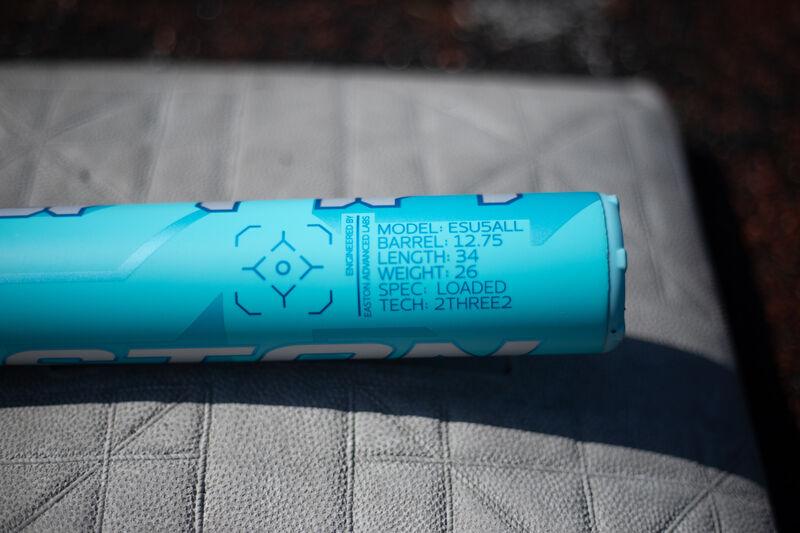 ENGINEERED BY
EASTON ADVANCED LABS
MODEL: ESU5ALL
BARREL: 12.75
LENGTH: 34
WEIGHT: 26
SPEC: LOADED
TECH: 2THREE2